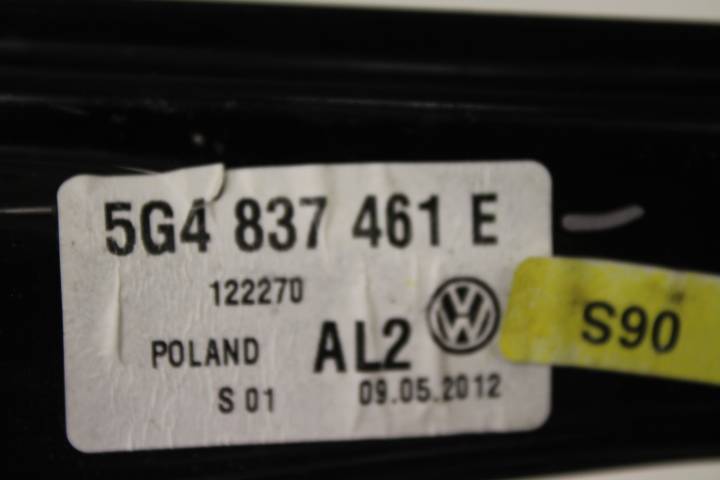 5G4 837 461 E
122270
POLAND AL2
S 01 09.05.2012
S90